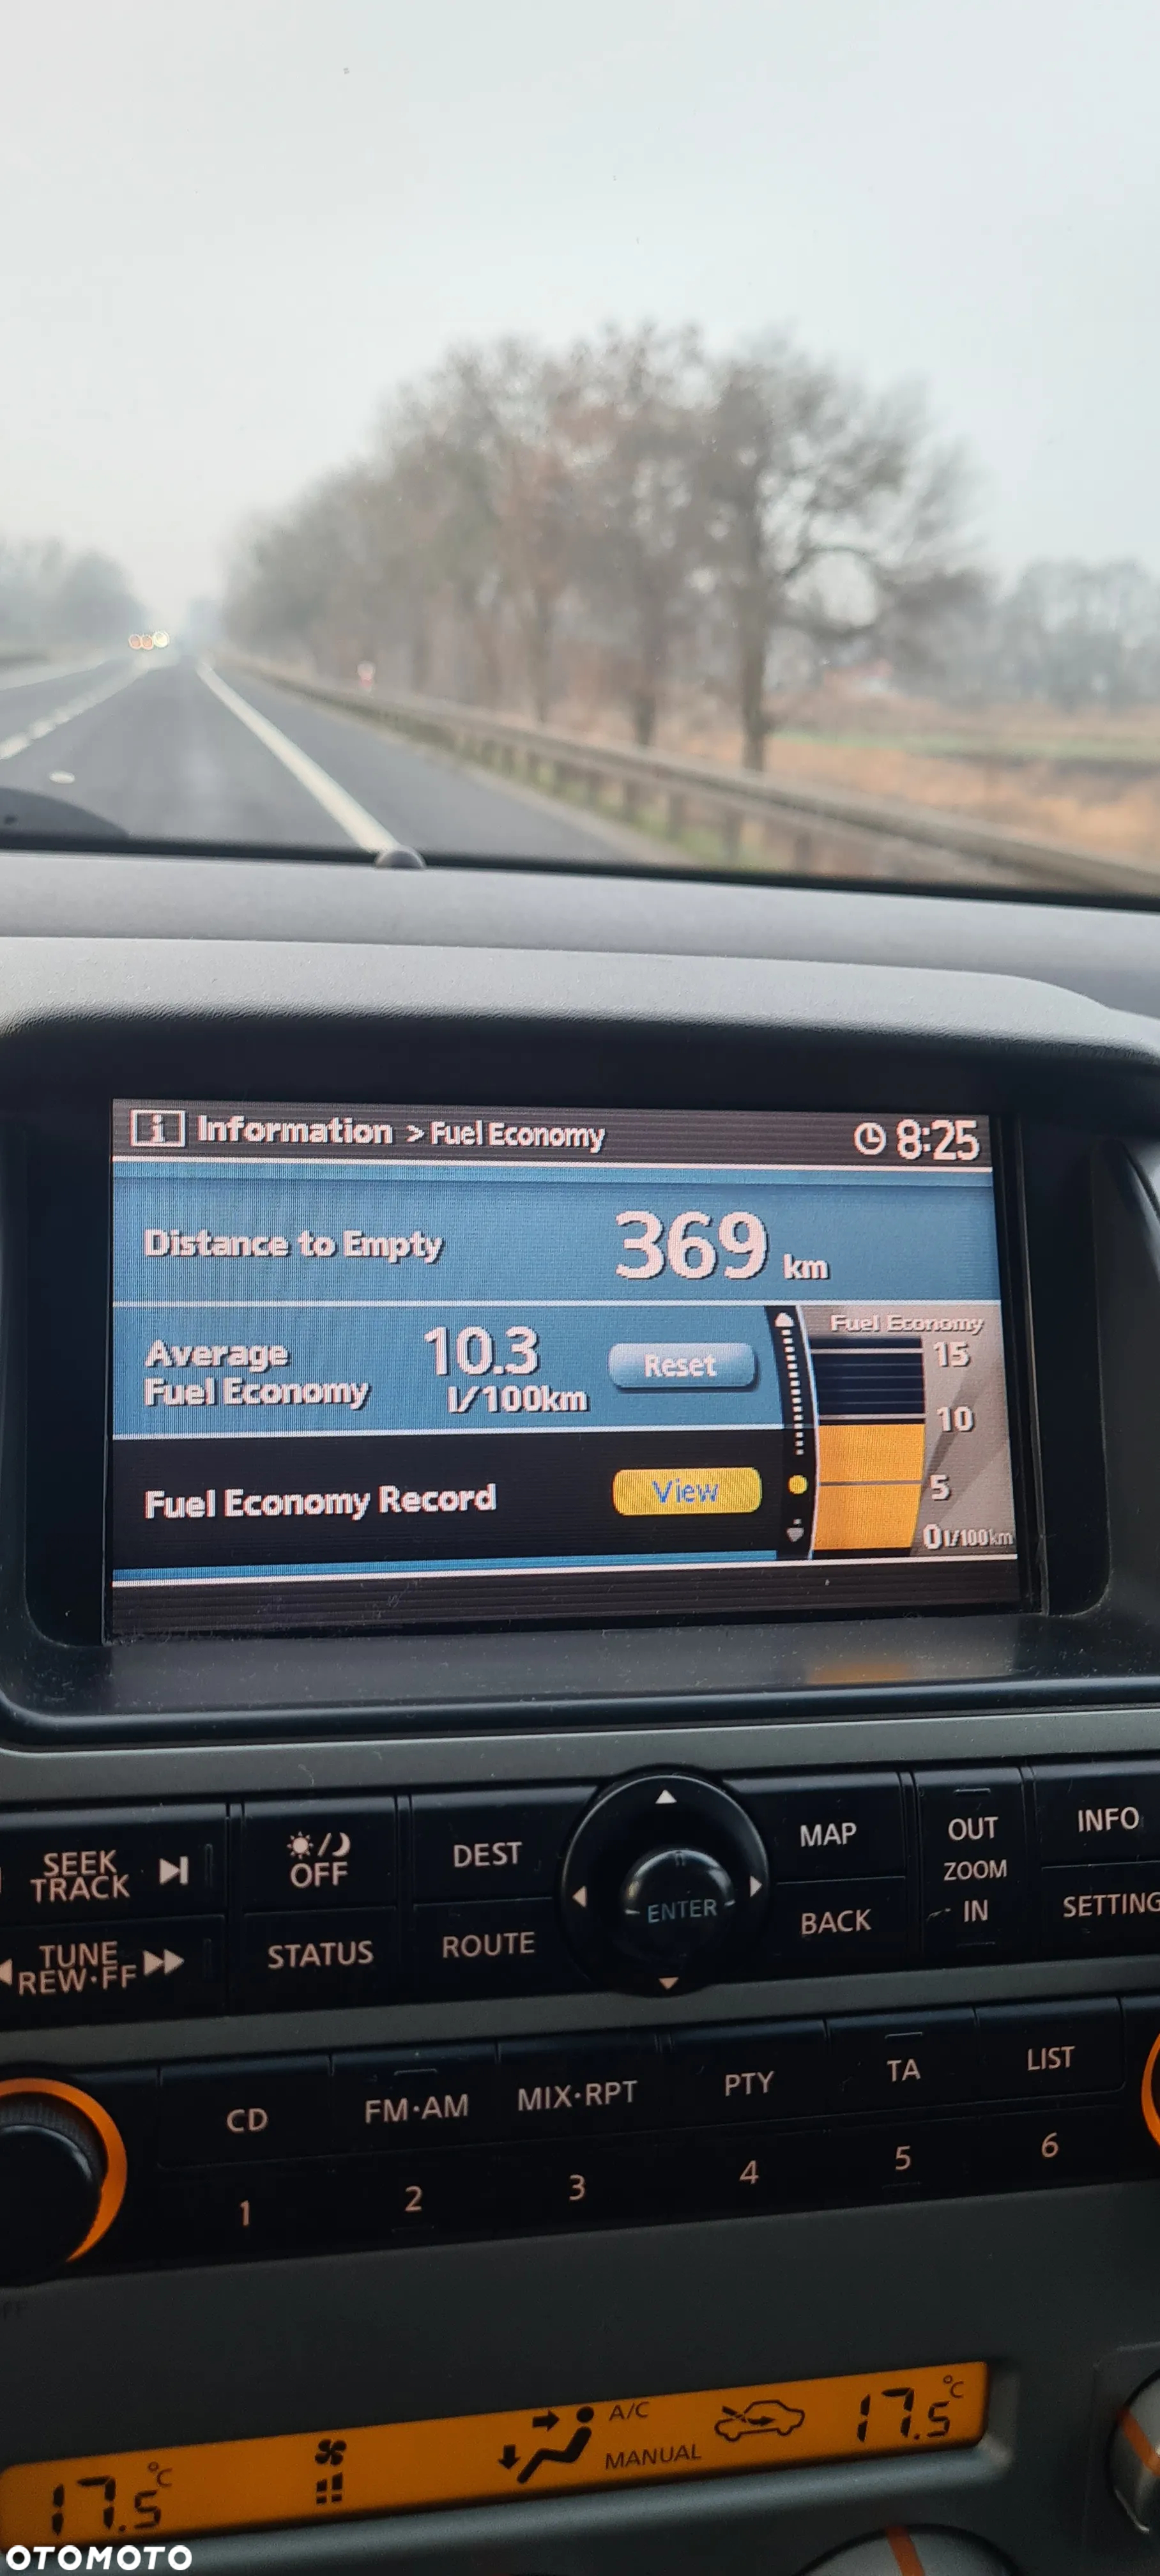 i Information > Fuel Economy 8:25
Distance to Empty 369 km
Fuel Economy
Average 10.3 Reset 15
Fuel Economy l/100km
10
Fuel Economy Record View 5
0 l/100km
SEEK
TRACK
OFF
DEST
MAP
OUT
ZOOM
IN
INFO
TUNE
REW·FF
STATUS
ROUTE
ENTER
BACK
SETTING
CD FM·AM MIX·RPT PTY TA LIST
1 2 3 4 5 6
17.5°C
A/C
MANUAL
17.5°C
OTOMOTO